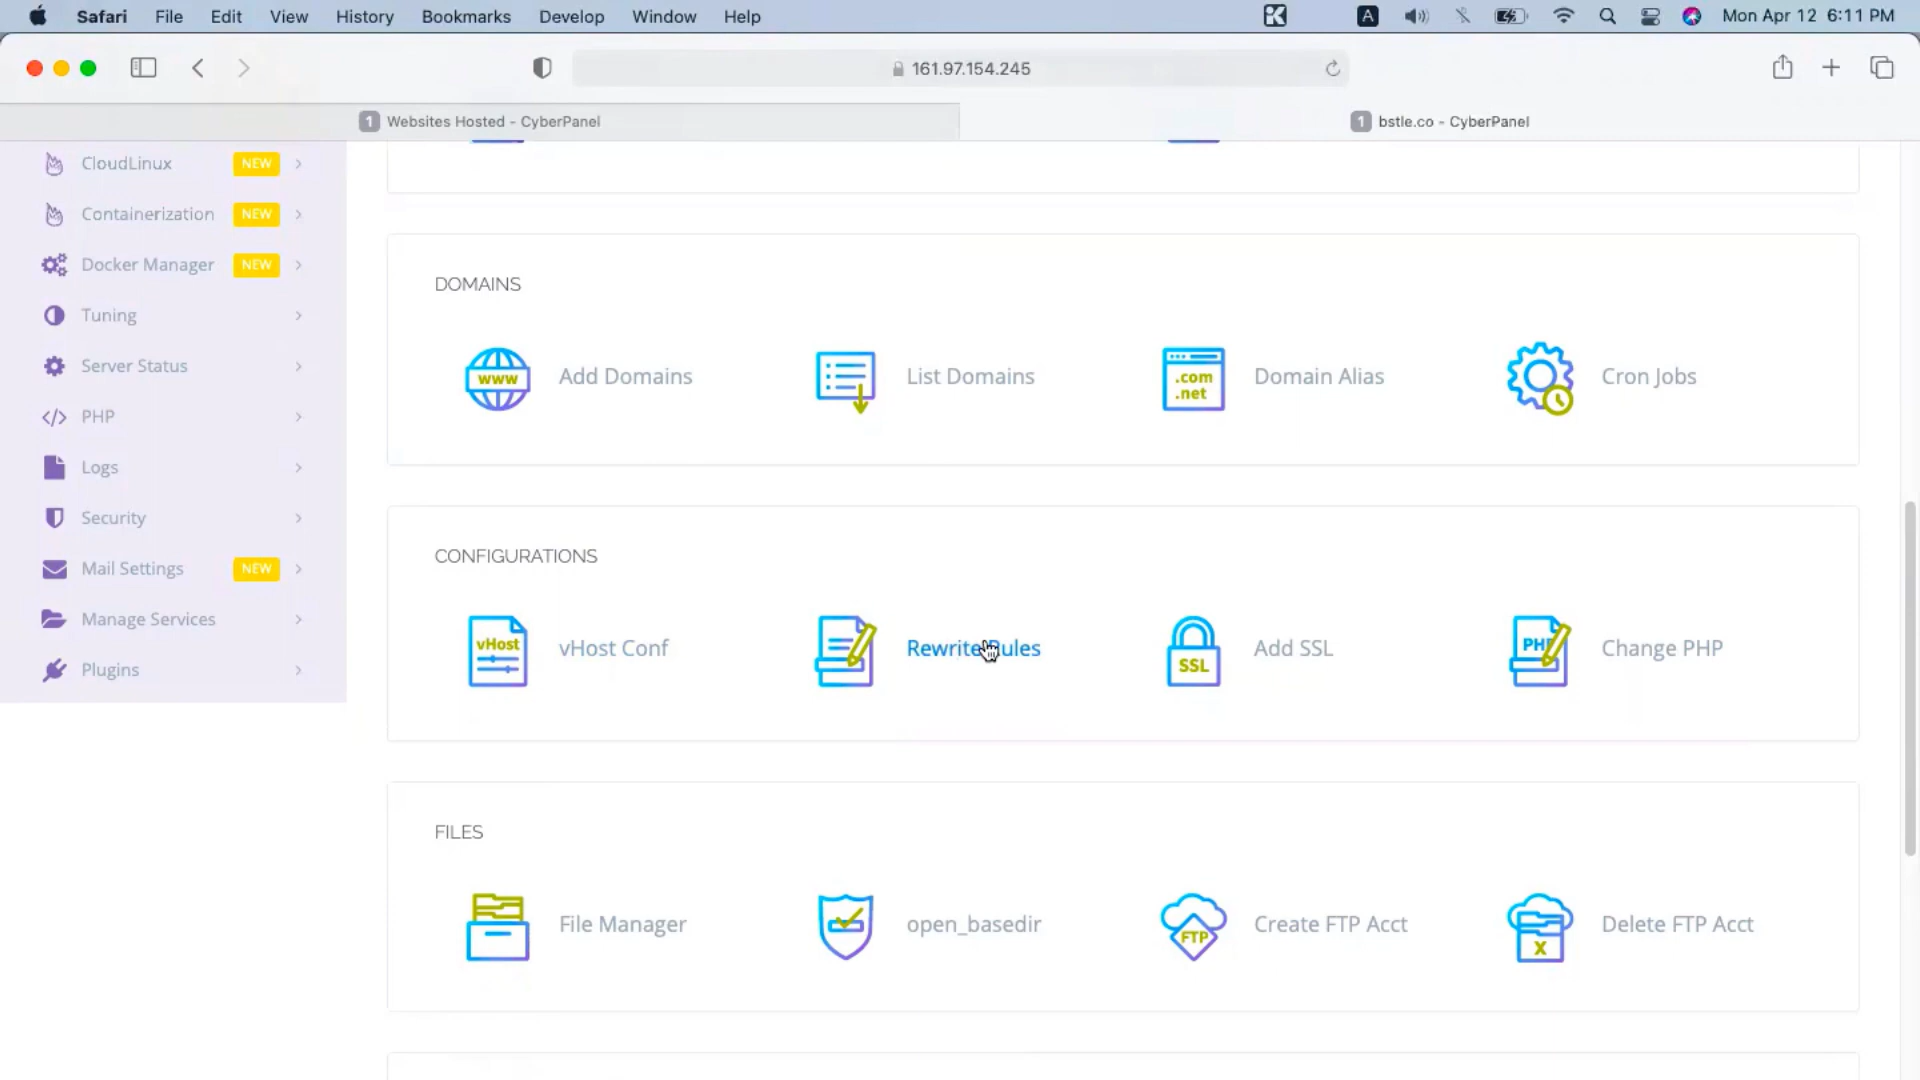 Safari File Edit View History Bookmarks Develop Window Help A Mon Apr 12 6:11 PM
161.97.154.245
1 Websites Hosted - CyberPanel
1 bstle.co - CyberPanel
CloudLinux NEW
Containerization NEW
Docker Manager NEW
Tuning
Server Status
PHP
Logs
Security
Mail Settings NEW
Manage Services
Plugins
DOMAINS
www Add Domains
List Domains
.com
.net
Domain Alias
Cron Jobs
CONFIGURATIONS
vHost vHost Conf
Rewrite Rules
SSL Add SSL
PHP Change PHP
FILES
File Manager
open_basedir
FTP Create FTP Acct
X Delete FTP Acct